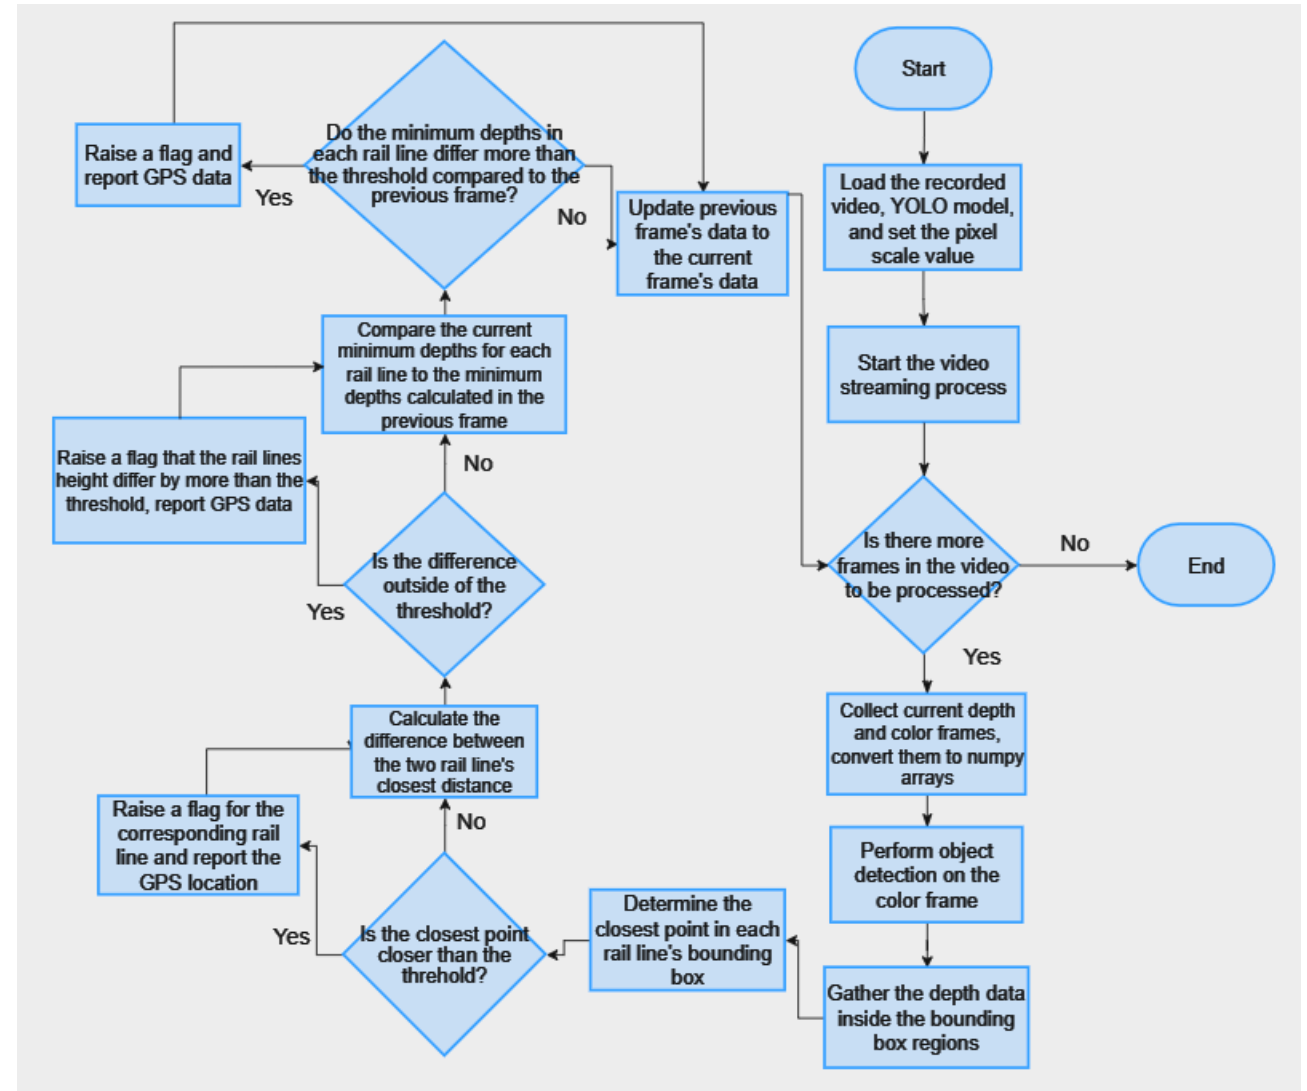 Start
Load the recorded
video, YOLO model,
and set the pixel
scale value
Start the video
streaming process
Is there more
frames in the video
to be processed?
No
End
Yes
Collect current depth
and color frames,
convert them to numpy
arrays
Perform object
detection on the
color frame
Gather the depth data
inside the bounding
box regions
Determine the
closest point in each
rail line's bounding
box
Is the closest point
closer than the
threhold?
Yes
Raise a flag for the
corresponding rail
line and report the
GPS location
No
Calculate the
difference between
the two rail line's
closest distance
Is the difference
outside of the
threshold?
Yes
Raise a flag that the rail lines
height differ by more than the
threshold, report GPS data
No
Compare the current
minimum depths for each
rail line to the minimum
depths calculated in the
previous frame
Do the minimum depths in
each rail line differ more than
the threshold compared to the
previous frame?
Yes
Raise a flag and
report GPS data
No
Update previous
frame's data to
the current
frame's data